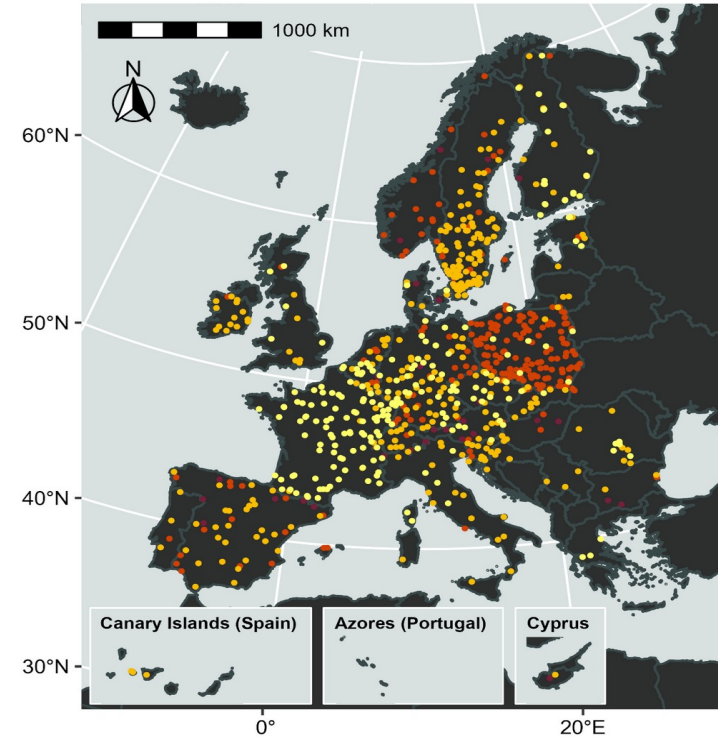 1000 km
N
60°N
50°N
40°N
30°N
Canary Islands (Spain)
Azores (Portugal)
Cyprus
0°
20°E